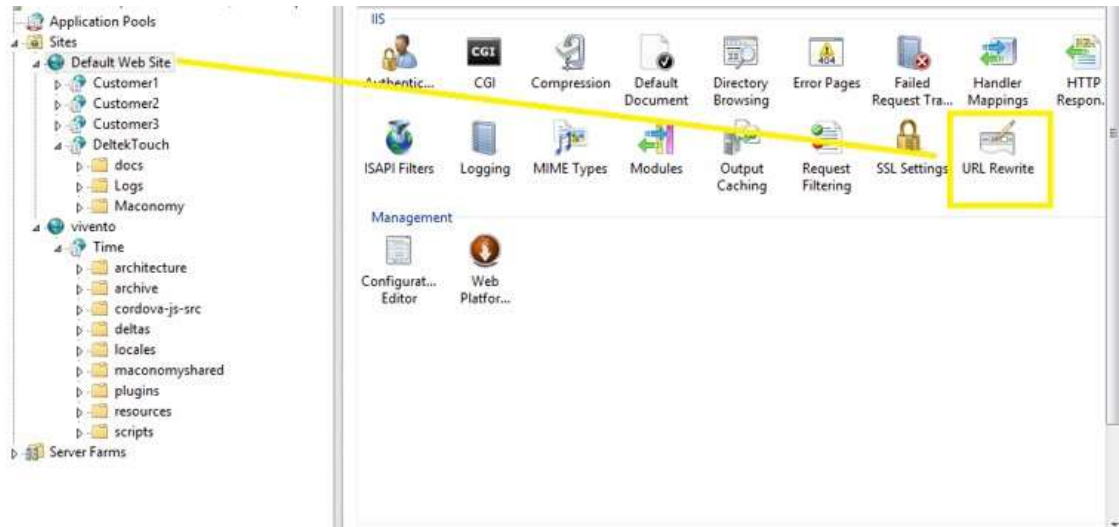 Application Pools
Sites
Default Web Site
Customer1
Customer2
Customer3
DeltekTouch
docs
Logs
Maconomy
vivento
Time
architecture
archive
cordova-js-src
deltas
locales
maconomyshared
plugins
resources
scripts
Server Farms
IIS
CGI Compression Default Directory Error Pages Failed Handler HTTP
Document Browsing Request Tra... Mappings Respon.
ISAPI Filters Logging MIME Types Modules Output Request SSL Settings URL Rewrite
Caching Filtering
Management
Configurat... Web
Editor Platfor...